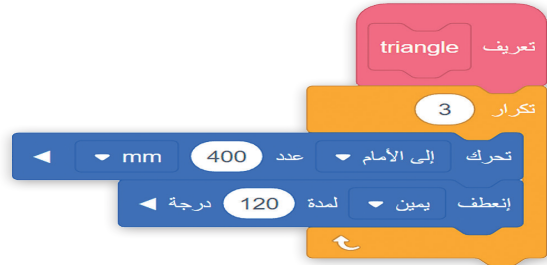 تعريف triangle
تكرار 3
تحرك إلى الأمام عدد 400 mm
إنعطف يمين لمدة 120 درجة